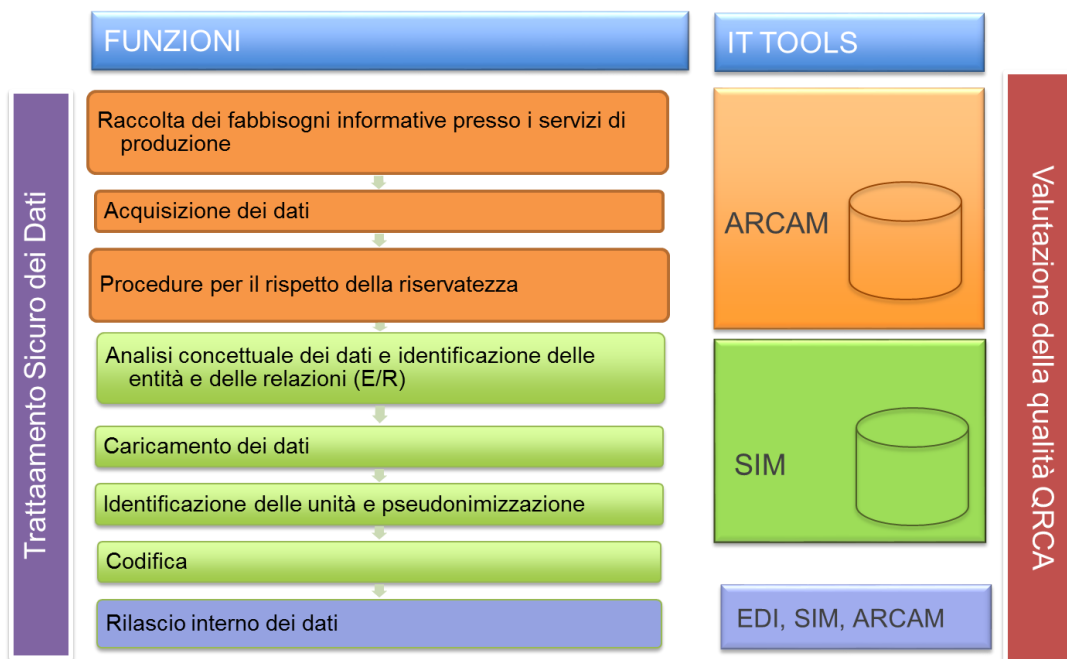 FUNZIONI
IT TOOLS
Trattaamento Sicuro dei Dati
Raccolta dei fabbisogni informative presso i servizi di
produzione
Acquisizione dei dati
Procedure per il rispetto della riservatezza
Analisi concettuale dei dati e identificazione delle
entità e delle relazioni (E/R)
Caricamento dei dati
Identificazione delle unità e pseudonimizzazione
Codifica
Rilascio interno dei dati
ARCAM
SIM
EDI, SIM, ARCAM
Valutazione della qualità QRCA